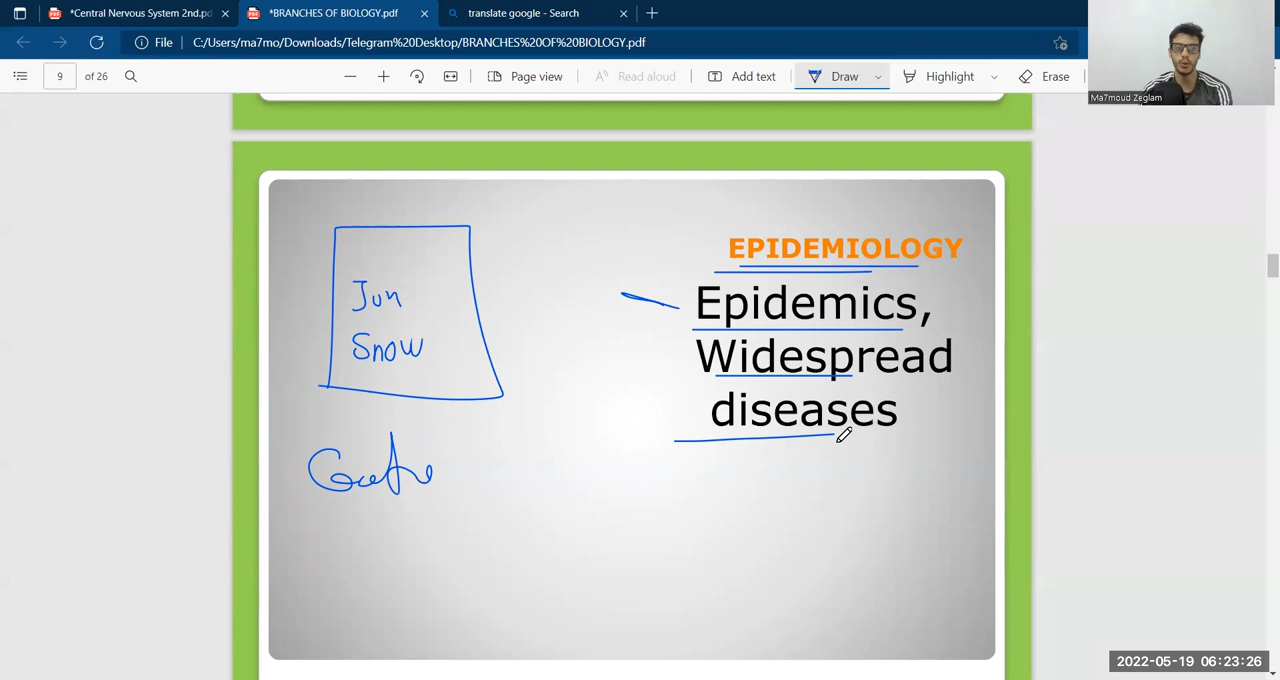 *Central Nervous System 2nd.pd
*BRANCHES OF BIOLOGY.pdf
translate google - Search
File
C:/Users/ma7mo/Downloads/Telegram%20Desktop/BRANCHES%20OF%20BIOLOGY.pdf
9 of 26
Page view
Read aloud
Add text
Draw
Highlight
Erase
Ma7moud Zeglam
EPIDEMIOLOGY
Epidemics,
Widespread
diseases
Jun
Snow
2022-05-19 06:23:26